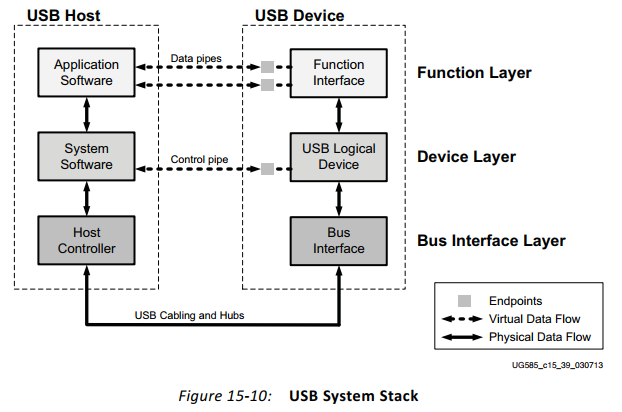 USB Host
USB Device
Application
Software
Data pipes
Function
Interface
Function Layer
System
Software
Control pipe
USB Logical
Device
Device Layer
Host
Controller
Bus
Interface
Bus Interface Layer
USB Cabling and Hubs
Endpoints
Virtual Data Flow
Physical Data Flow
UG585_c15_39_030713
Figure 15-10: USB System Stack